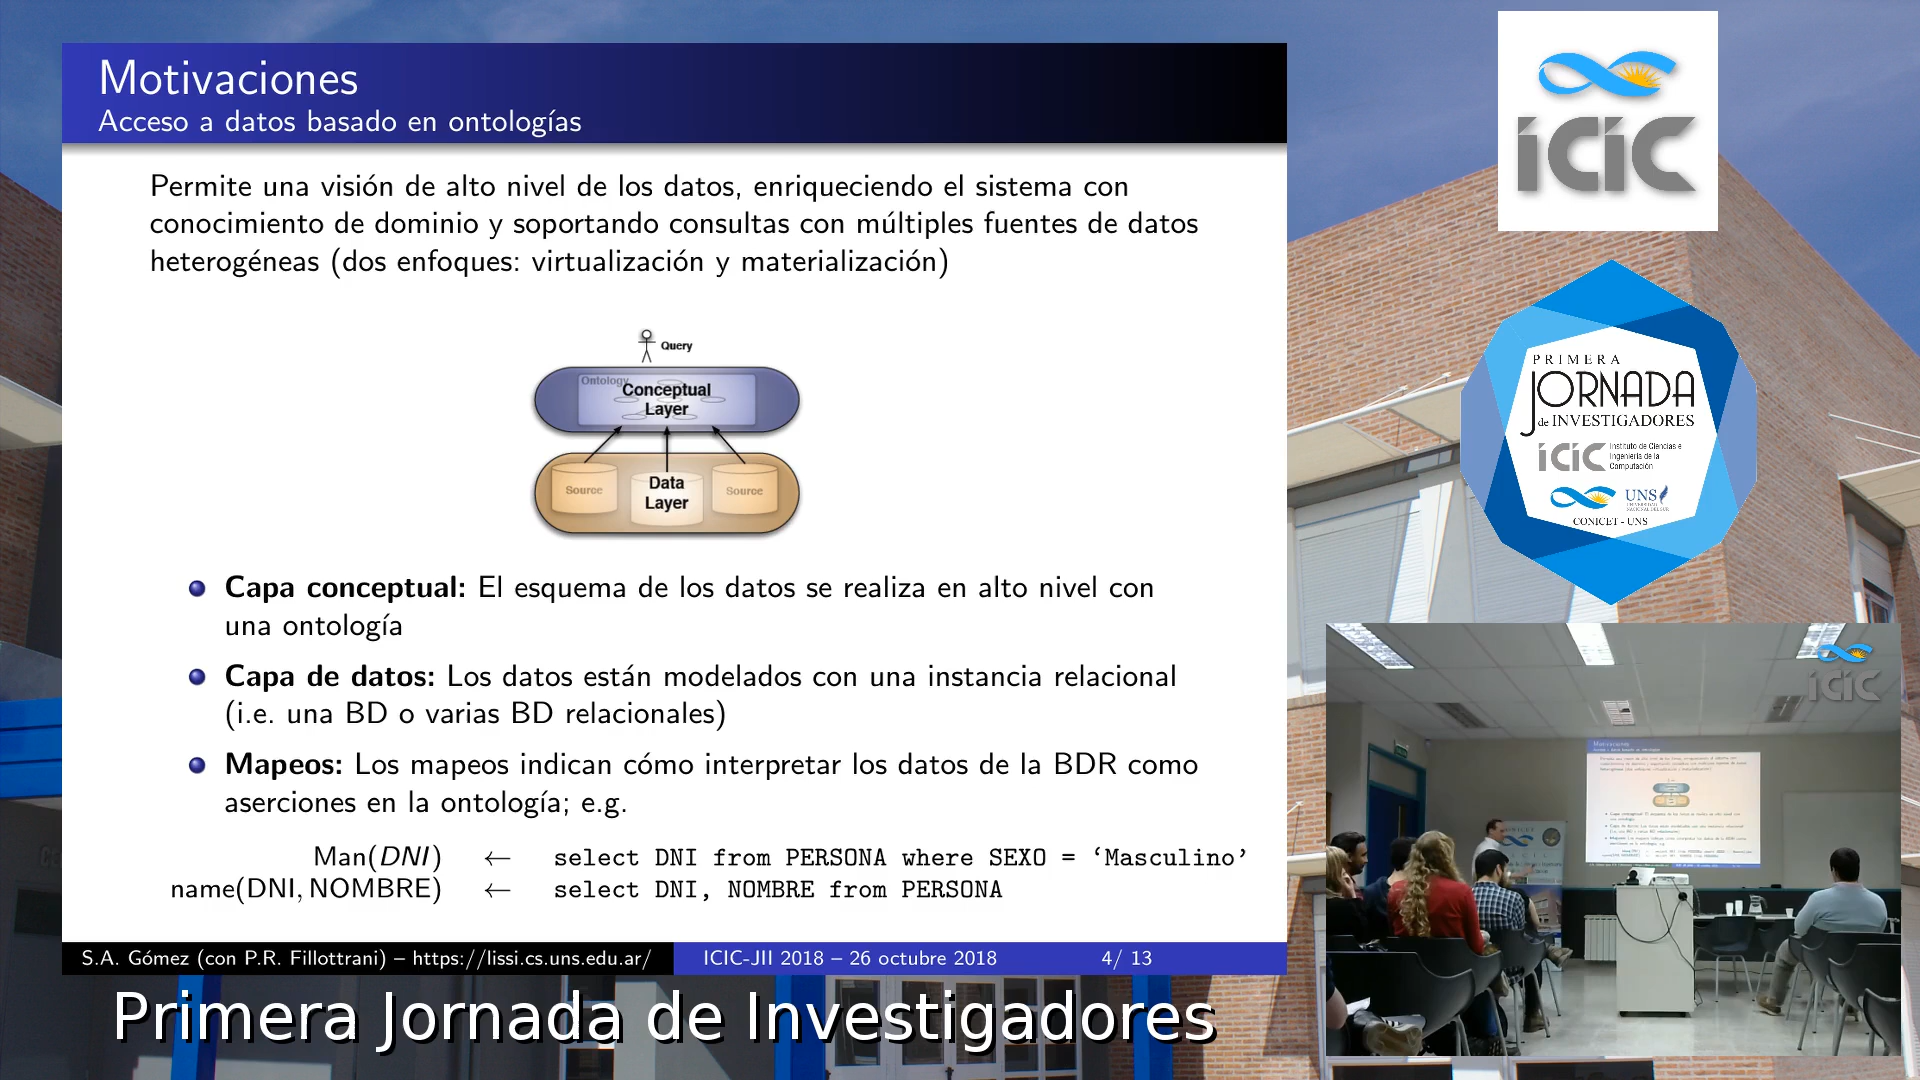 Motivaciones
Acceso a datos basado en ontologías
Permite una visión de alto nivel de los datos, enriqueciendo el sistema con
conocimiento de dominio y soportando consultas con múltiples fuentes de datos
heterogéneas (dos enfoques: virtualización y materialización)
Query
Ontology
Conceptual
Layer
Source
Data
Layer
Source
Capa conceptual: El esquema de los datos se realiza en alto nivel con
una ontología
Capa de datos: Los datos están modelados con una instancia relacional
(i.e. una BD o varias BD relacionales)
Mapeos: Los mapeos indican cómo interpretar los datos de la BDR como
aserciones en la ontología; e.g.
Man(DNI) ← select DNI from PERSONA where SEXO = ‘Masculino’
name(DNI, NOMBRE) ← select DNI, NOMBRE from PERSONA
S.A. Gómez (con P.R. Fillottrani) – https://lissi.cs.uns.edu.ar/ ICIC-JII 2018 – 26 octubre 2018 4/ 13
Primera Jornada de Investigadores
iCiC
PRIMERA
JORNADA
de INVESTIGADORES
iCiC Instituto de Ciencias e
Ingeniería de la
Computación
UNS
CONICET - UNS
iCiC
Motivaciones